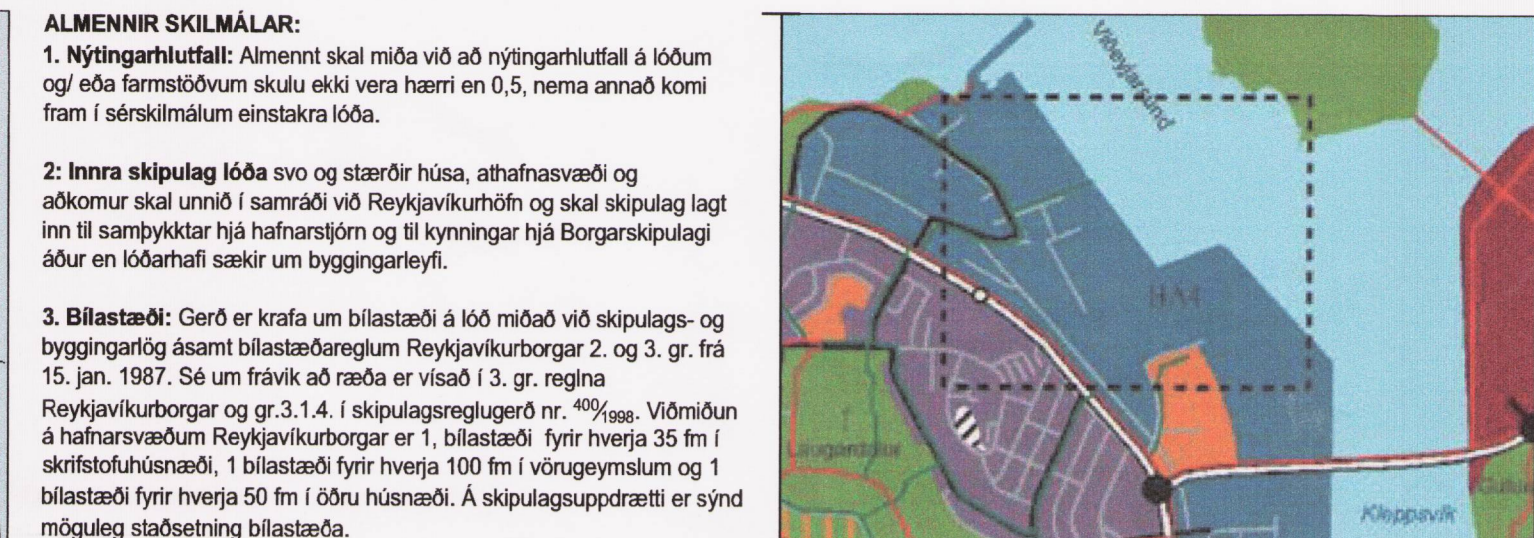 ALMENNIR SKILMÁLAR:
1. Nýtingarhlutfall: Almennt skal miða við að nýtingarhlutfall á lóðum
og/ eða farmstöðvum skulu ekki vera hærri en 0,5, nema annað komi
fram í sérskilmálum einstakra lóða.
2: Innra skipulag lóða svo og stærðir húsa, athafnasvæði og
aðkomur skal unnið í samráði við Reykjavíkurhöfn og skal skipulag lagt
inn til samþykktar hjá hafnarstjórn og til kynningar hjá Borgarskipulagi
áður en lóðarhafi sækir um byggingarleyfi.
3. Bílastæði: Gerð er krafa um bílastæði á lóð miðað við skipulags- og
byggingarlög ásamt bílastæðareglum Reykjavíkurborgar 2. og 3. gr. frá
15. jan. 1987. Sé um frávik að ræða er vísað í 3. gr. reglna
Reykjavíkurborgar og gr.3.1.4. í skipulagsreglugerð nr. 400/1998. Viðmiðun
á hafnarsvæðum Reykjavíkurborgar er 1, bílastæði fyrir hverja 35 fm í
skrifstofuhúsnæði, 1 bílastæði fyrir hverja 100 fm í vörugeymslum og 1
bílastæði fyrir hverja 50 fm í öðru húsnæði. Á skipulagsuppdrætti er sýnd
möguleg staðsetning bílastæða.
Viðeyjarsund
HA4
Laugardalur
Kleppsvík